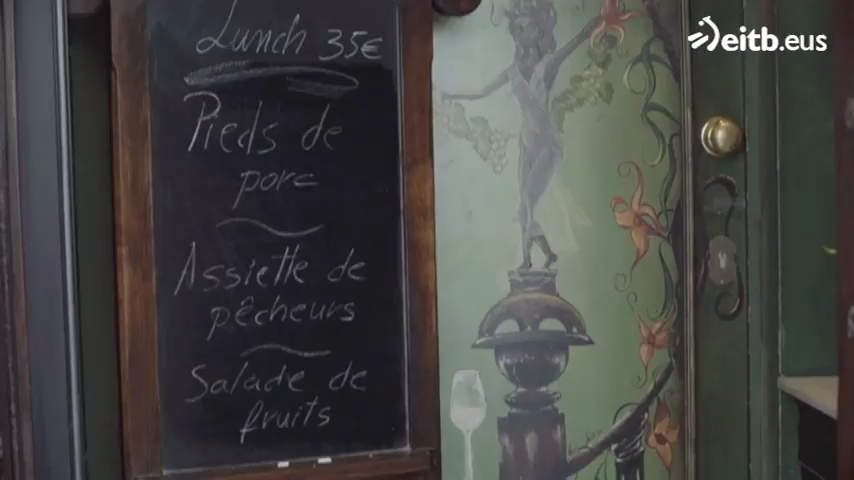 eitb.eus
Lunch 35€
Pieds de
porc
Assiette de
pêcheurs
Salade de
fruits